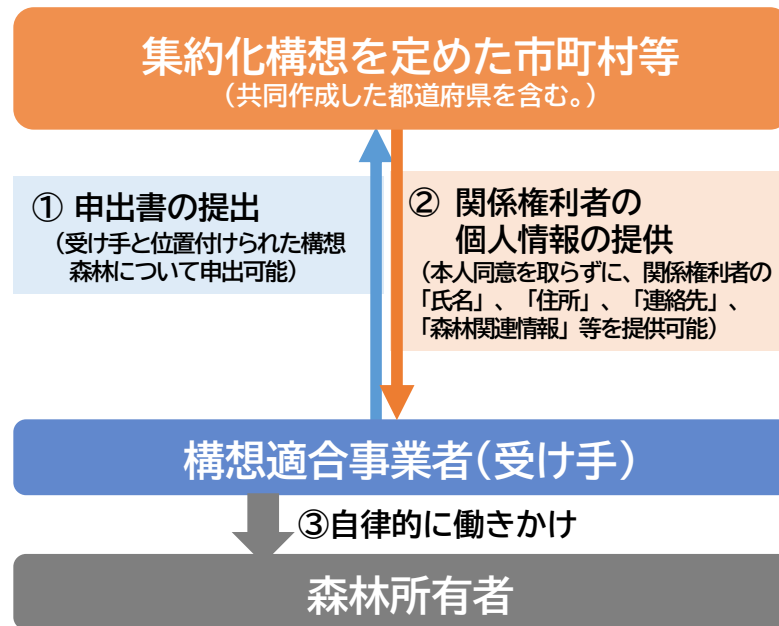 集約化構想を定めた市町村等
（共同作成した都道府県を含む。）
① 申出書の提出
（受け手と位置付けられた構想
森林について申出可能）
② 関係権利者の
個人情報の提供
（本人同意を取らずに、関係権利者の
「氏名」、「住所」、「連絡先」、
「森林関連情報」等を提供可能）
構想適合事業者（受け手）
③自律的に働きかけ
森林所有者